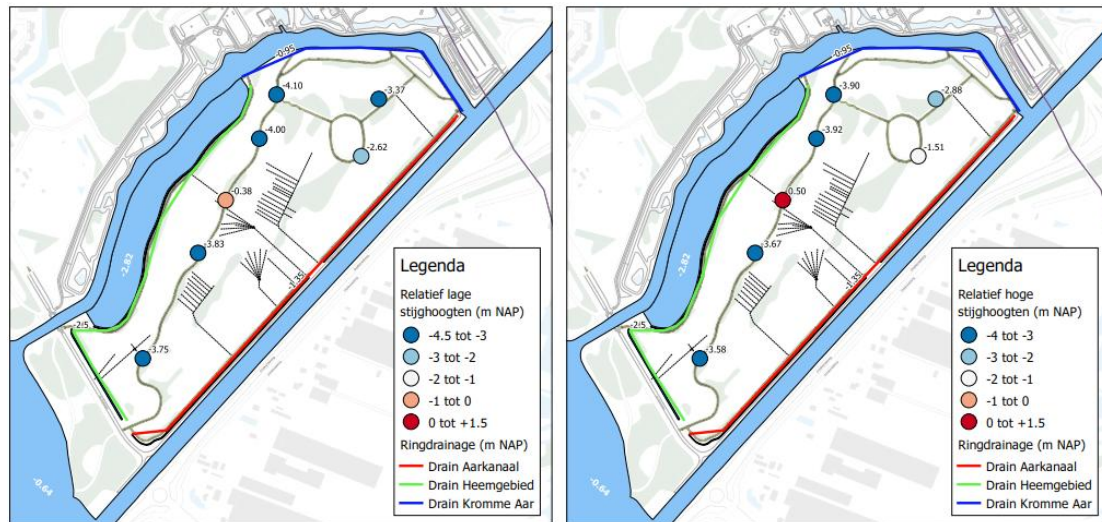 -0.95
-4.10
-3.37
-4.00
-2.62
-0.38
-3.83
-2.82
-1.35
-2.5
-3.75
-0.64
Legenda
Relatief lage
stijghoogten (m NAP)
-4.5 tot -3
-3 tot -2
-2 tot -1
-1 tot 0
0 tot +1.5
Ringdrainage (m NAP)
Drain Aarkanaal
Drain Heemgebied
Drain Kromme Aar
-0.95
-3.90
-2.88
-3.92
-1.51
0.50
-3.67
-2.82
-1.35
-2.5
-3.58
-0.64
Legenda
Relatief hoge
stijghoogten (m NAP)
-4 tot -3
-3 tot -2
-2 tot -1
-1 tot 0
0 tot +1.5
Ringdrainage (m NAP)
Drain Aarkanaal
Drain Heemgebied
Drain Kromme Aar